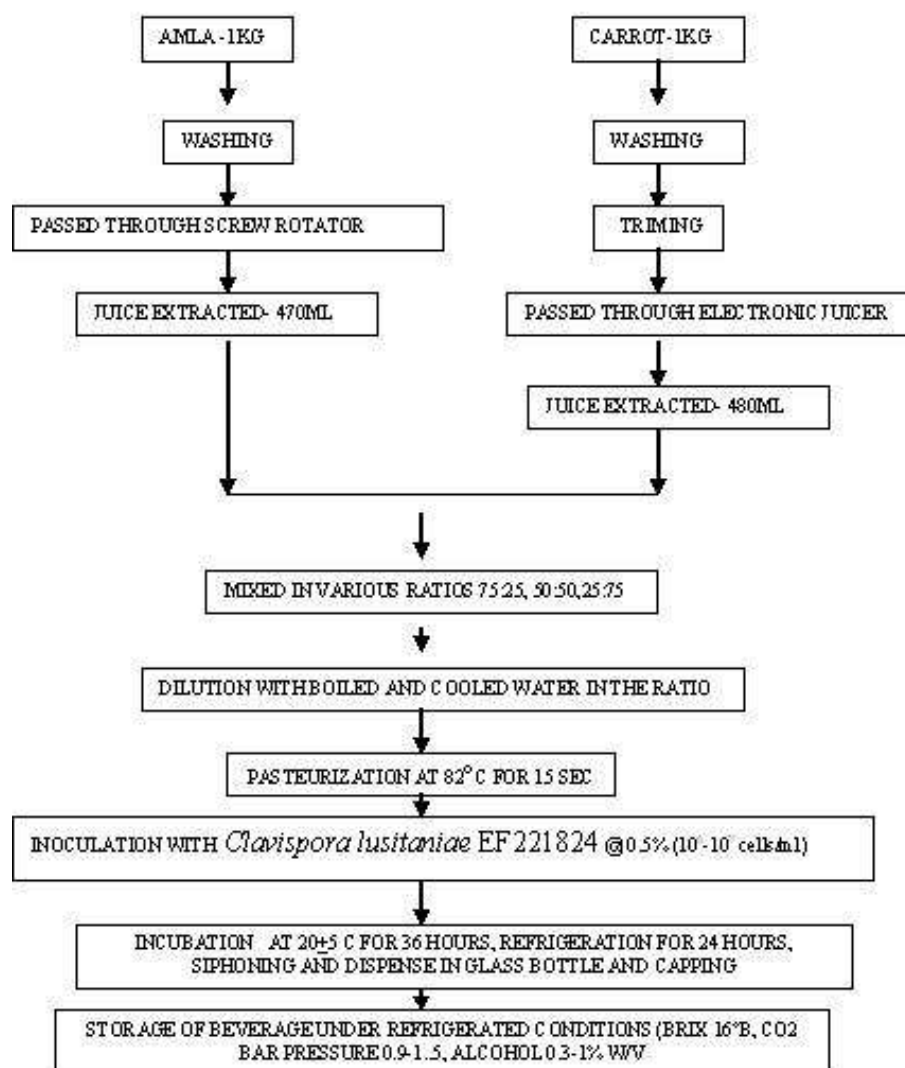 AMLA - 1KG
CARROT-1KG
WASHING
WASHING
PASSED THROUGH SCREW ROTATOR
TRIMING
JUICE EXTRACTED- 470ML
PASSED THROUGH ELECTRONIC JUICER
JUICE EXTRACTED- 480ML
MIXED IN VARIOUS RATIOS 75:25, 50:50,25:75
DILUTION WITH BOILED AND COOLED WATER IN THE RATIO
PASTEURIZATION AT 82°C FOR 15 SEC
INOCULATION WITH Clavispora lusitaniae EF 221824 @0.5% cells/ml)
INCUBATION AT 20±5 C FOR 36 HOURS, REFRIGERATION FOR 24 HOURS,
SIPHONING AND DISPENSE IN GLASS BOTTLE AND CAPPING
STORAGE OF BEVERAGE UNDER REFRIGERATED CONDITIONS (BRIX 16°B, CO2
BAR PRESSURE 0.9-1.5, ALCOHOL 0.3-1% W/V